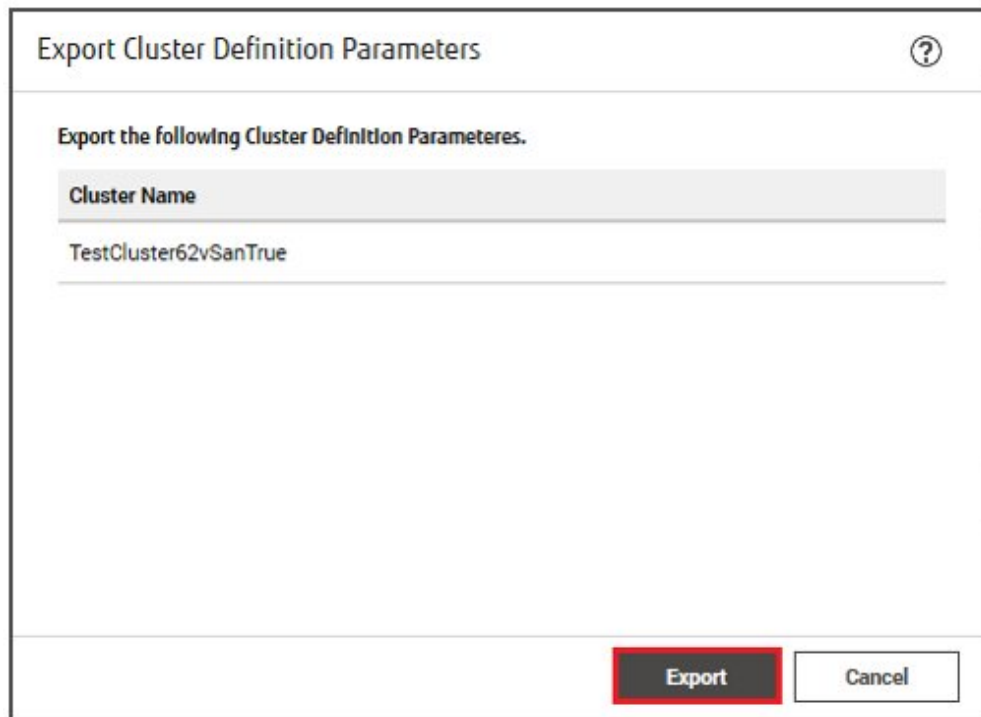 Export Cluster Definition Parameters
?
Export the following Cluster Definition Parameteres.
Cluster Name
TestCluster62vSanTrue
Export
Cancel